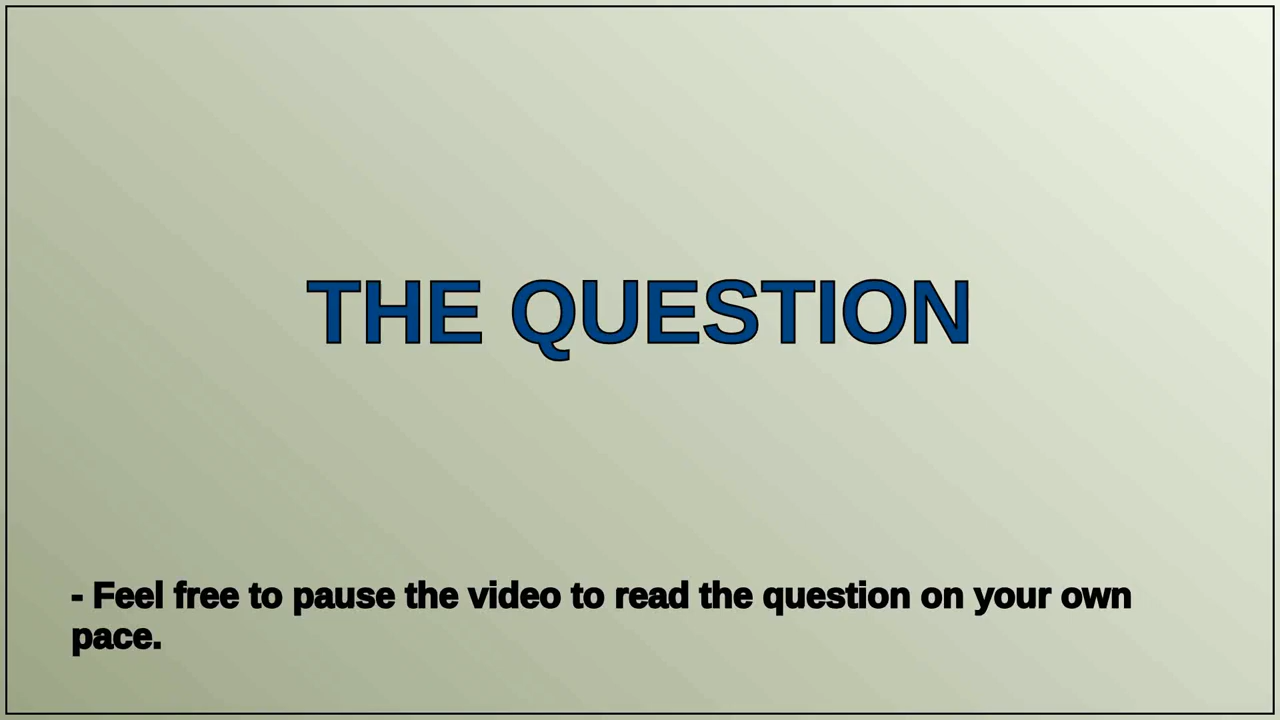 THE QUESTION
- Feel free to pause the video to read the question on your own
pace.